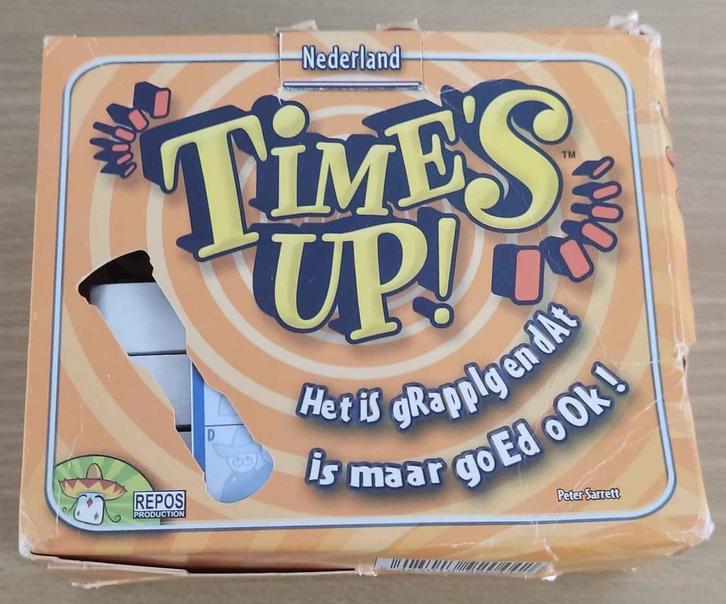 Nederland
TiME'S
UP!
TM
Het iS gRappIg en dAt
is maar goEd oOk!
D
REPOS
PRODUCTION
Peter Sarrett